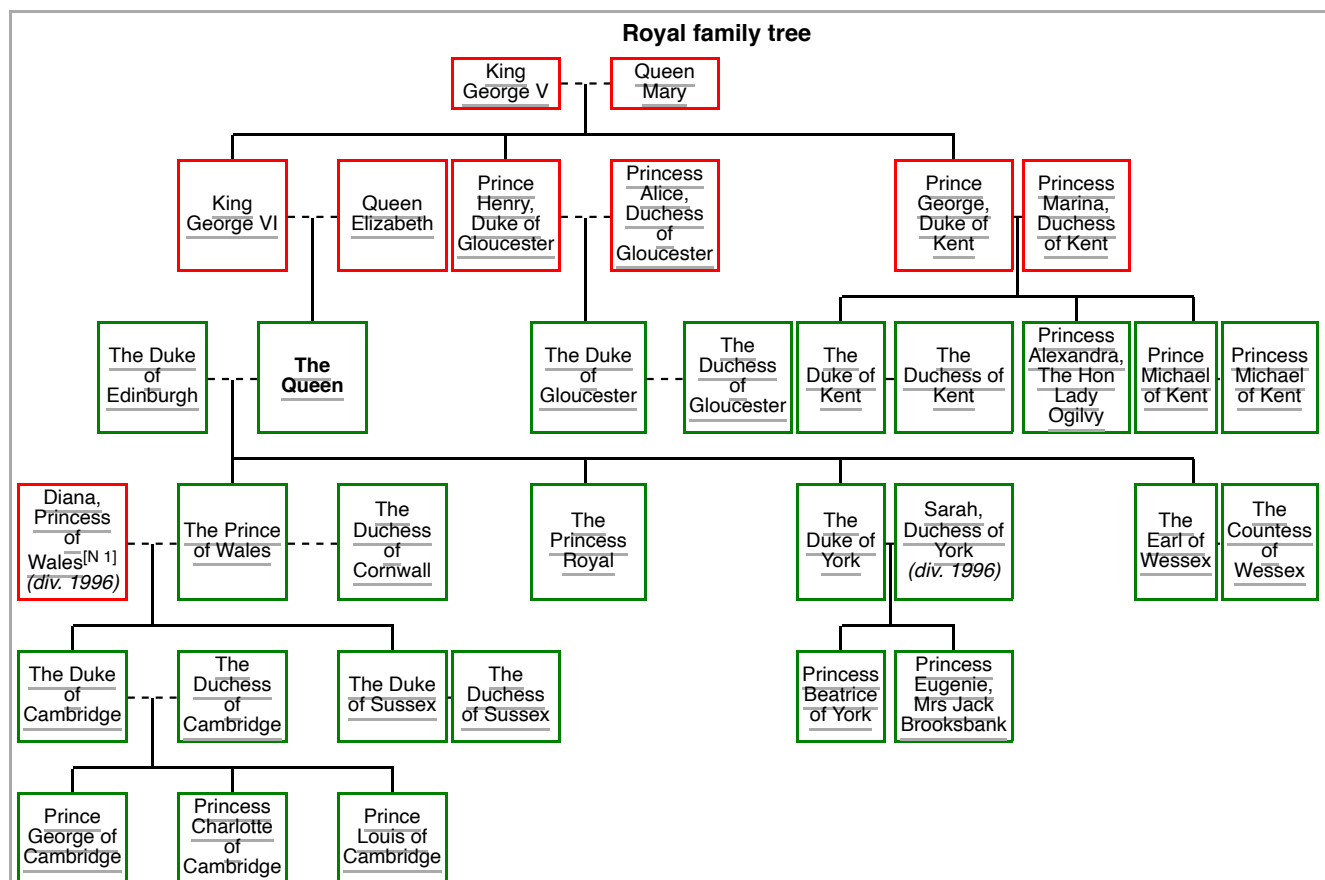 Royal family tree
King
George V
Queen
Mary
King
George VI
Queen
Elizabeth
Prince
Henry,
Duke of
Gloucester
Princess
Alice,
Duchess
of
Gloucester
Prince
George,
Duke of
Kent
Princess
Marina,
Duchess
of Kent
The Duke
of
Edinburgh
The
Queen
The Duke
of
Gloucester
The
Duchess
of
Gloucester
The
Duke of
Kent
The
Duchess of
Kent
Princess
Alexandra,
The Hon
Lady
Ogilvy
Prince
Michael
of Kent
Princess
Michael
of Kent
Diana,
Princess
of
Wales[N 1]
(div. 1996)
The Prince
of Wales
The
Duchess
of
Cornwall
The
Princess
Royal
The
Duke of
York
Sarah,
Duchess of
York
(div. 1996)
The
Earl of
Wessex
The
Countess
of
Wessex
The Duke
of
Cambridge
The
Duchess
of
Cambridge
The Duke
of Sussex
The
Duchess
of Sussex
Princess
Beatrice
of York
Princess
Eugenie,
Mrs Jack
Brooksbank
Prince
George of
Cambridge
Princess
Charlotte
of
Cambridge
Prince
Louis of
Cambridge